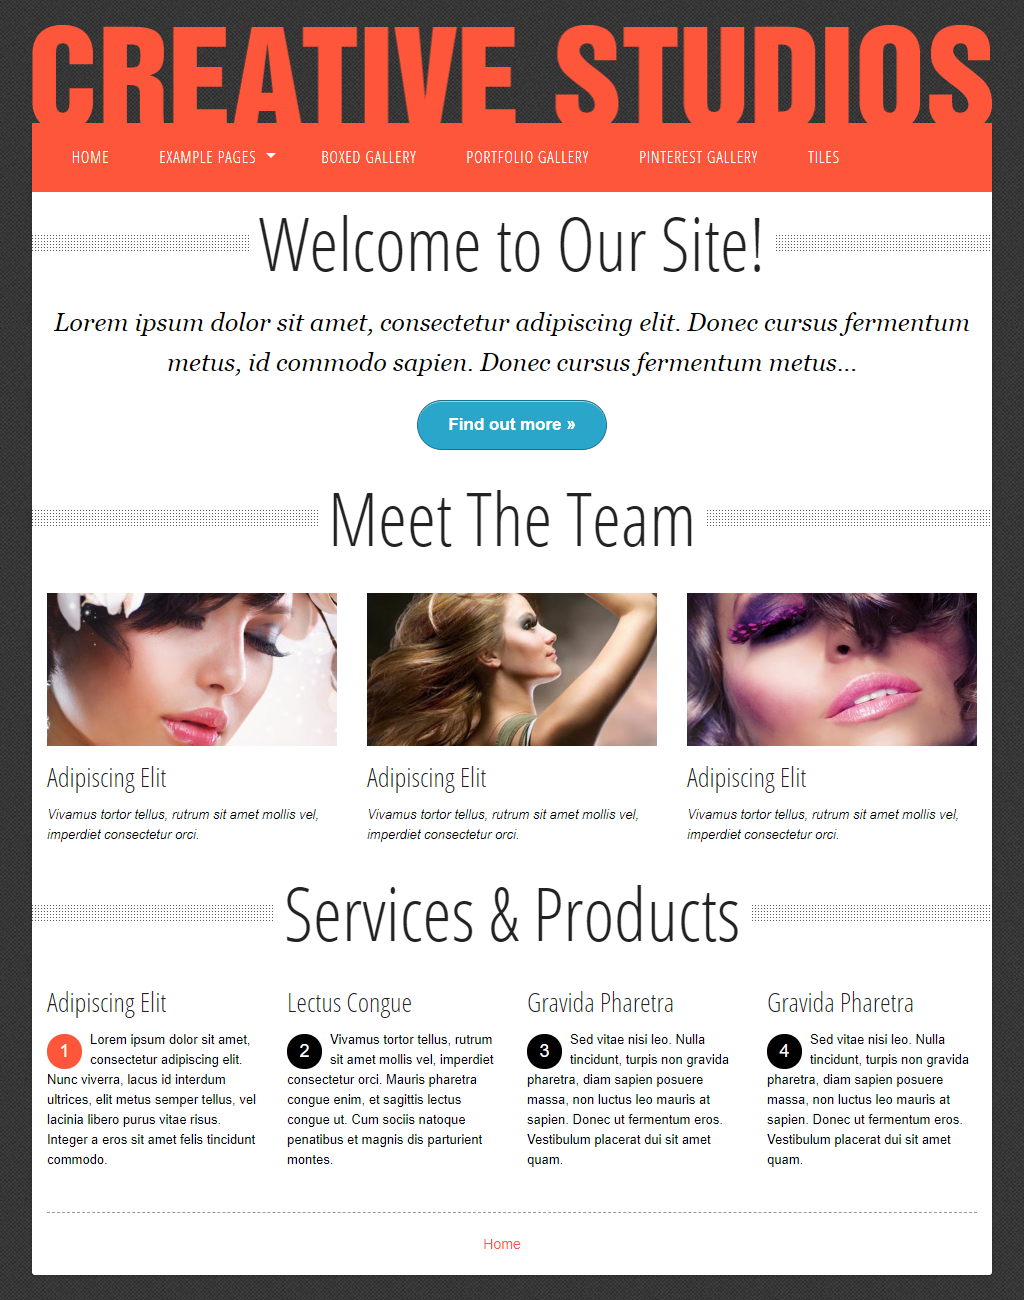 CREATIVE STUDIOS
HOME EXAMPLE PAGES BOXED GALLERY PORTFOLIO GALLERY PINTEREST GALLERY TILES
Welcome to Our Site!
Lorem ipsum dolor sit amet, consectetur adipiscing elit. Donec cursus fermentum
metus, id commodo sapien. Donec cursus fermentum metus...
Find out more »
Meet The Team
Adipiscing Elit
Vivamus tortor tellus, rutrum sit amet mollis vel,
imperdiet consectetur orci.
Adipiscing Elit
Vivamus tortor tellus, rutrum sit amet mollis vel,
imperdiet consectetur orci.
Adipiscing Elit
Vivamus tortor tellus, rutrum sit amet mollis vel,
imperdiet consectetur orci.
Services & Products
Adipiscing Elit
1 Lorem ipsum dolor sit amet,
consectetur adipiscing elit.
Nunc viverra, lacus id interdum
ultrices, elit metus semper tellus, vel
lacinia libero purus vitae risus.
Integer a eros sit amet felis tincidunt
commodo.
Lectus Congue
2 Vivamus tortor tellus, rutrum
sit amet mollis vel, imperdiet
consectetur orci. Mauris pharetra
congue enim, et sagittis lectus
congue ut. Cum sociis natoque
penatibus et magnis dis parturient
montes.
Gravida Pharetra
3 Sed vitae nisi leo. Nulla
tincidunt, turpis non gravida
pharetra, diam sapien posuere
massa, non luctus leo mauris at
sapien. Donec ut fermentum eros.
Vestibulum placerat dui sit amet
quam.
Gravida Pharetra
4 Sed vitae nisi leo. Nulla
tincidunt, turpis non gravida
pharetra, diam sapien posuere
massa, non luctus leo mauris at
sapien. Donec ut fermentum eros.
Vestibulum placerat dui sit amet
quam.
Home